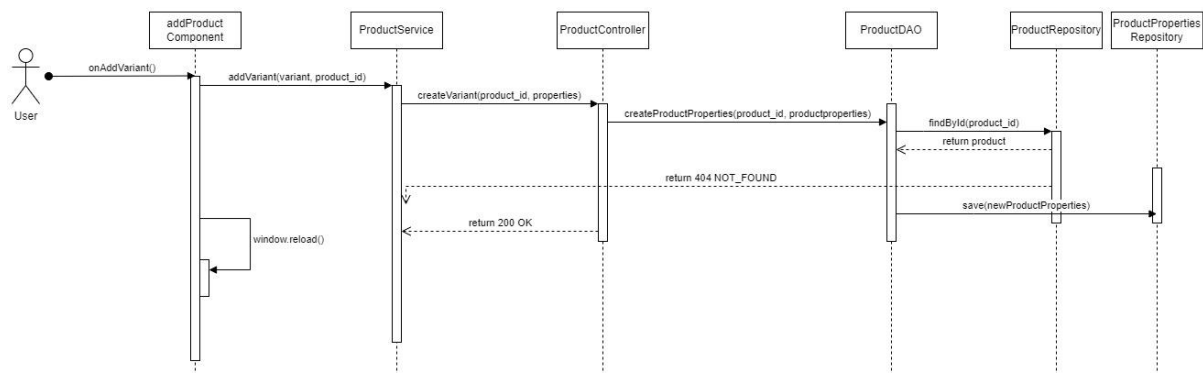 addProduct
Component
ProductService
ProductController
ProductDAO
ProductRepository
ProductProperties
Repository
User
onAddVariant()
addVariant(variant, product_id)
createVariant(product_id, properties)
createProductProperties(product_id, productproperties)
findById(product_id)
return product
return 404 NOT_FOUND
save(newProductProperties)
return 200 OK
window.reload()